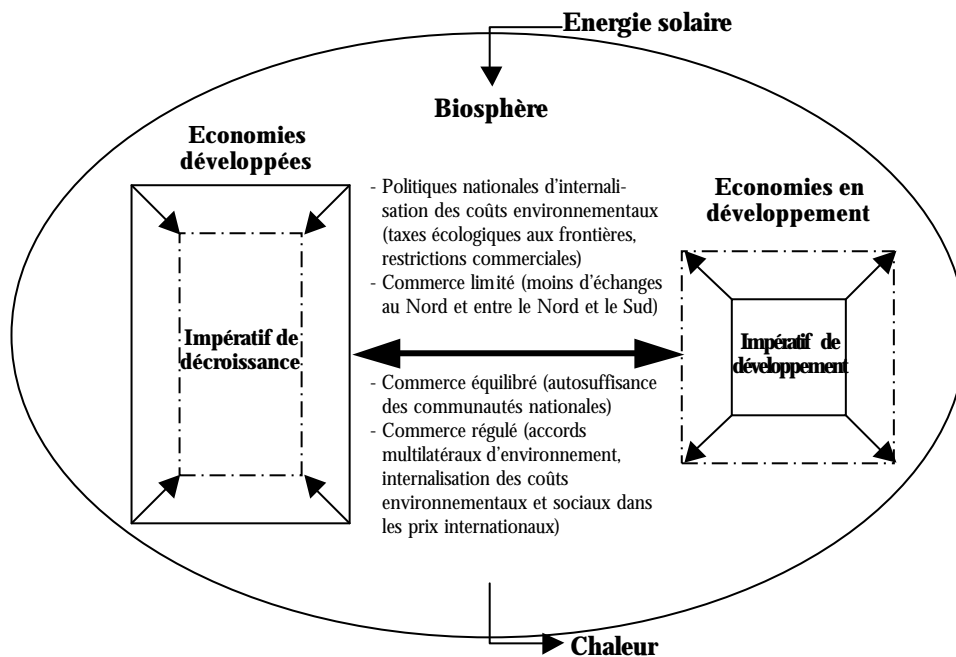 Energie solaire
Biosphère
Economies
développées
- Politiques nationales d'internali-
sation des coûts environnementaux
(taxes écologiques aux frontières,
restrictions commerciales)
- Commerce limité (moins d'échanges
au Nord et entre le Nord et le Sud)
Economies en
développement
Impératif de
décroissance
Impératif de
développement
- Commerce équilibré (autosuffisance
des communautés nationales)
- Commerce régulé (accords
multilatéraux d'environnement,
internalisation des coûts
environnementaux et sociaux dans
les prix internationaux)
Chaleur